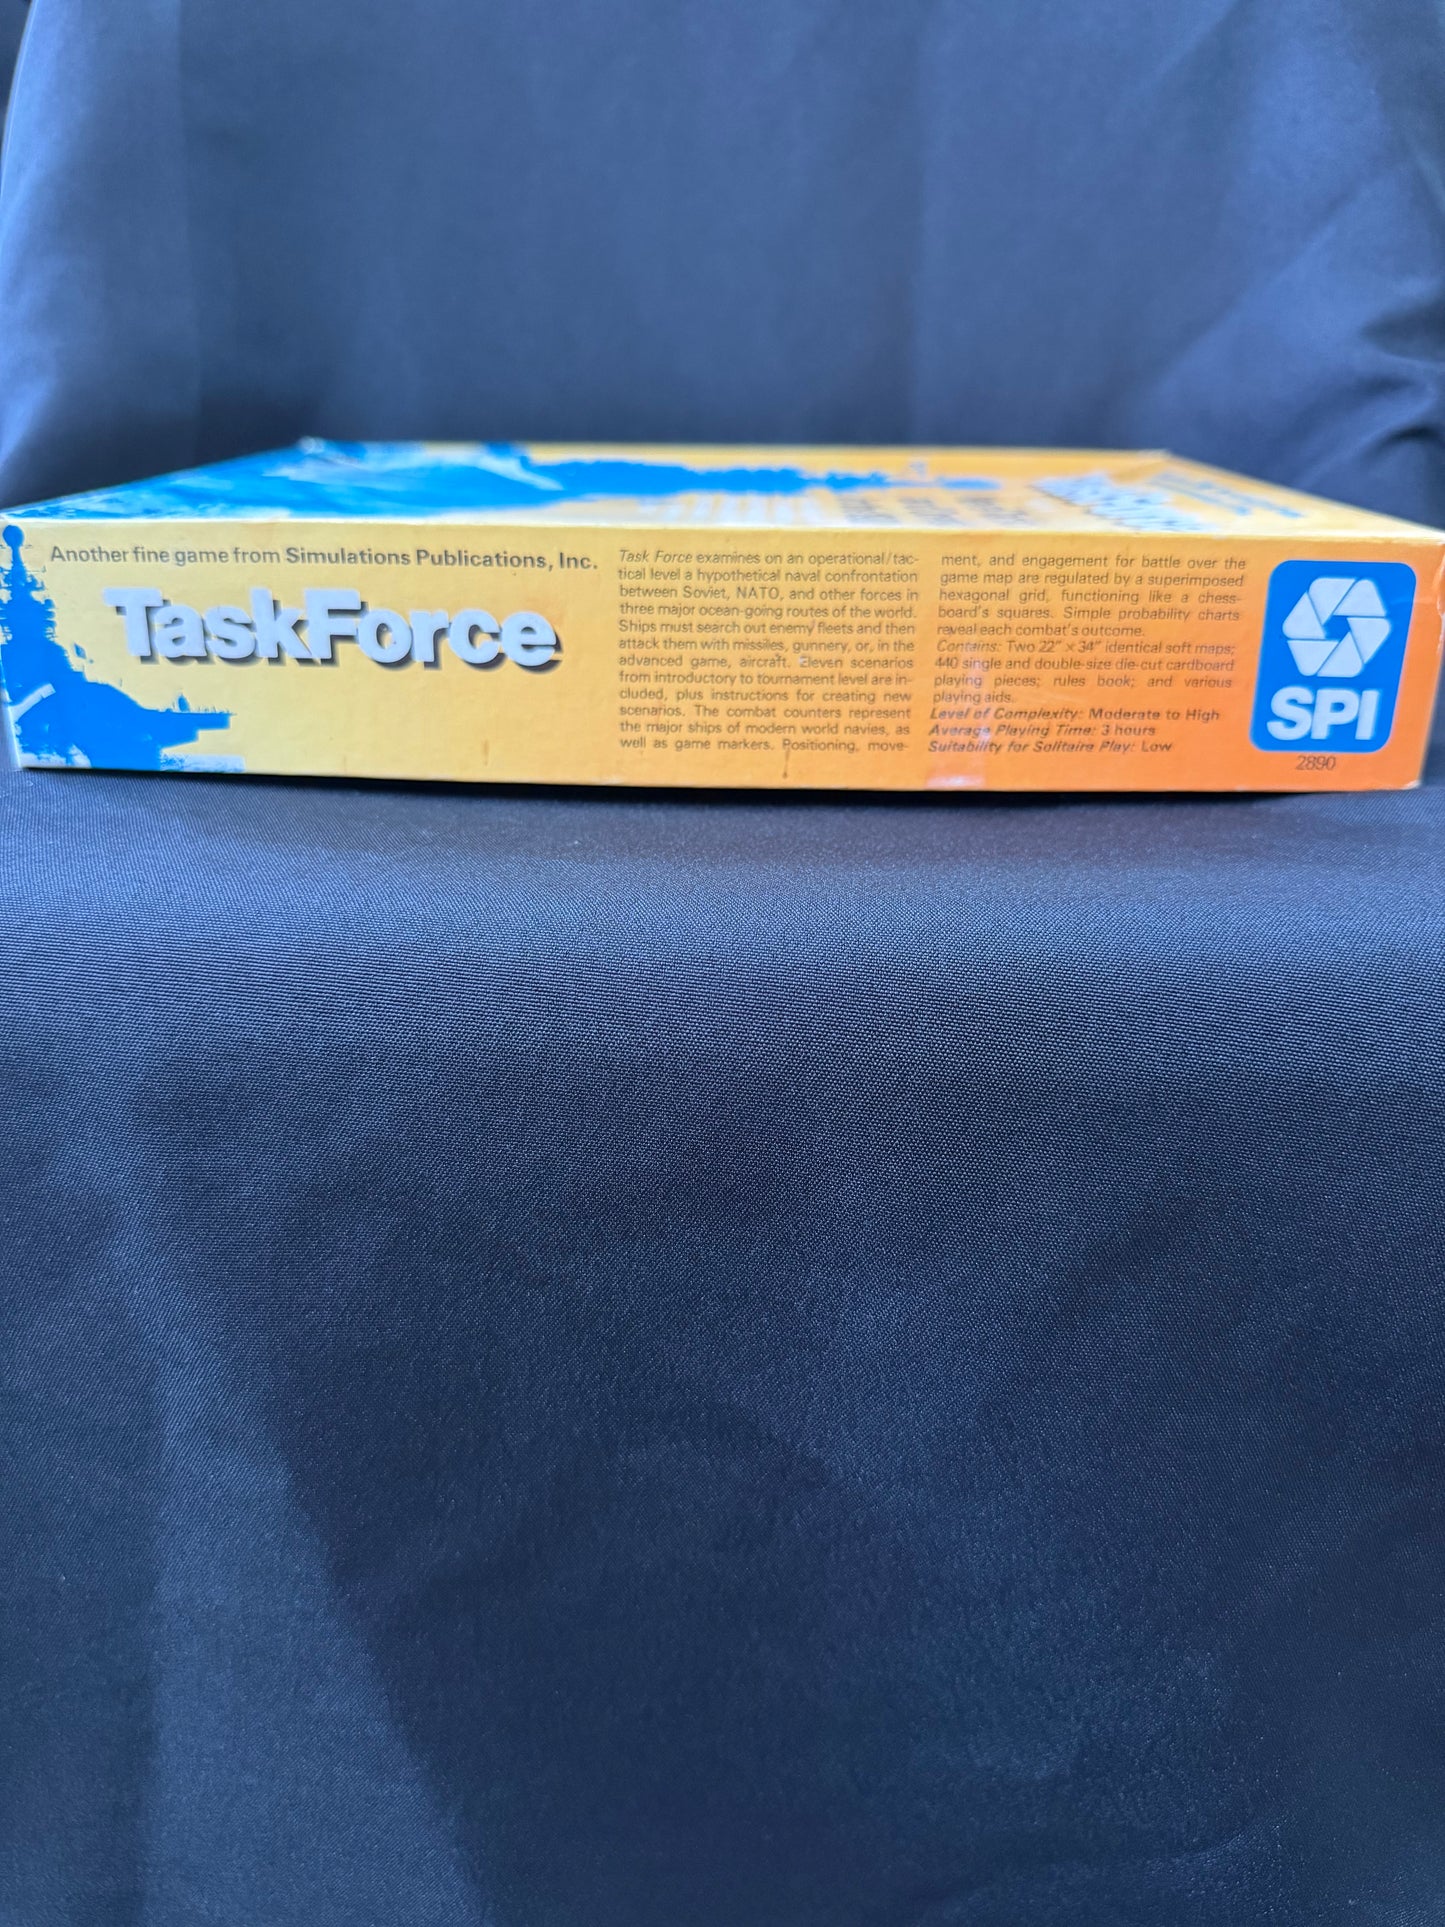 Another fine game from Simulations Publications, Inc.
TaskForce
Task Force examines on an operational/tac-
tical level a hypothetical naval confrontation
between Soviet, NATO, and other forces in
three major ocean-going routes of the world.
Ships must search out enemy fleets and then
attack them with missiles, gunnery, or, in the
advanced game, aircraft. Eleven scenarios
from introductory to tournament level are in-
cluded, plus instructions for creating new
scenarios. The combat counters represent
the major ships of modern world navies, as
well as game markers. Positioning, move-
ment, and engagement for battle over the
game map are regulated by a superimposed
hexagonal grid, functioning like a chess-
board's squares. Simple probability charts
reveal each combat's outcome.
Contains: Two 22" × 34" identical soft maps;
440 single and double-size die-cut cardboard
playing pieces; rules book; and various
playing aids.
Level of Complexity: Moderate to High
Average Playing Time: 3 hours
Suitability for Solitaire Play: Low
SPI
2890